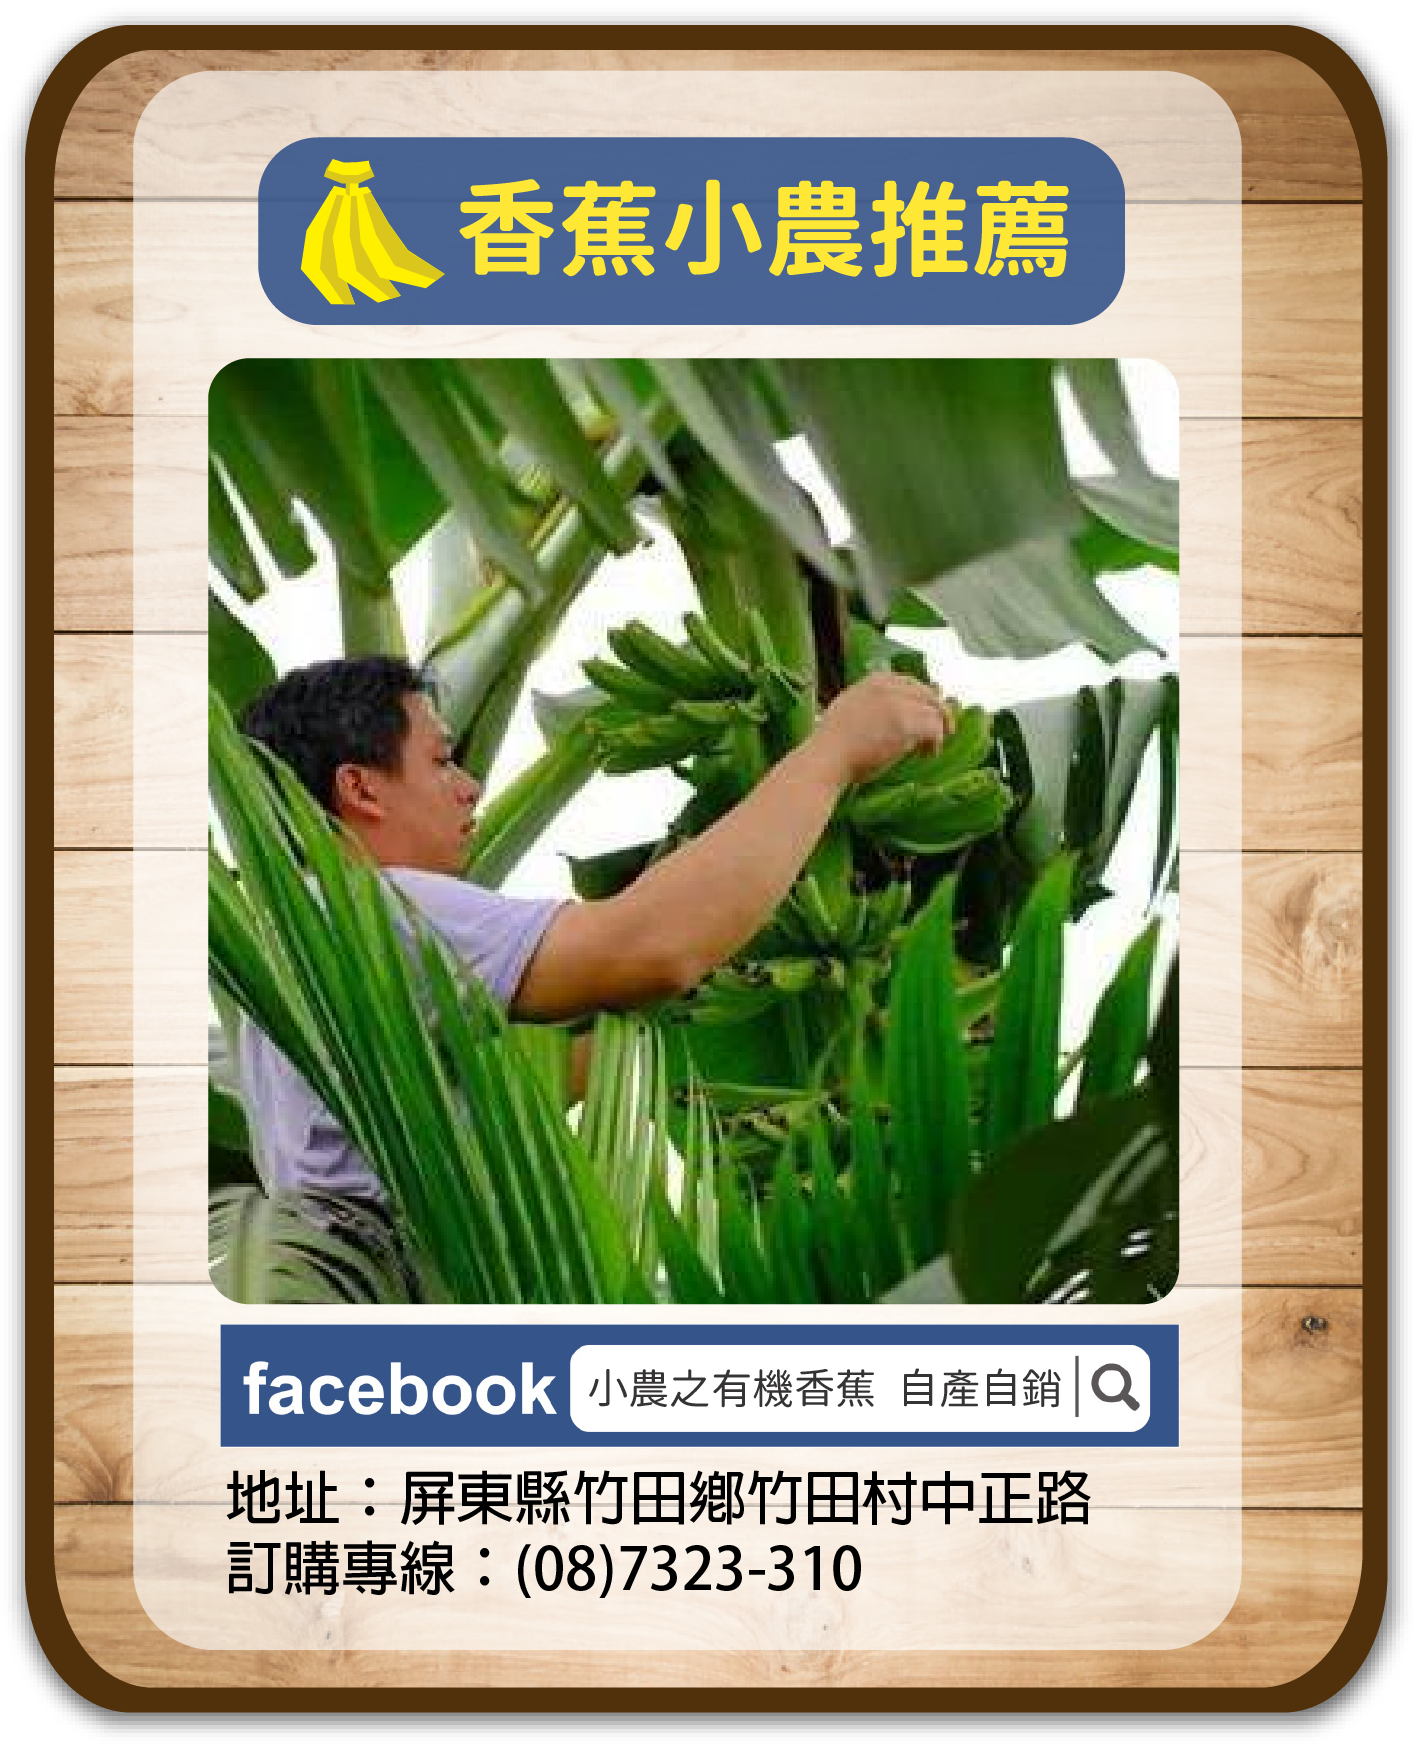 香蕉小農推薦
facebook 小農之有機香蕉 自產自銷
地址：屏東縣竹田鄉竹田村中正路
訂購專線：(08)7323-310